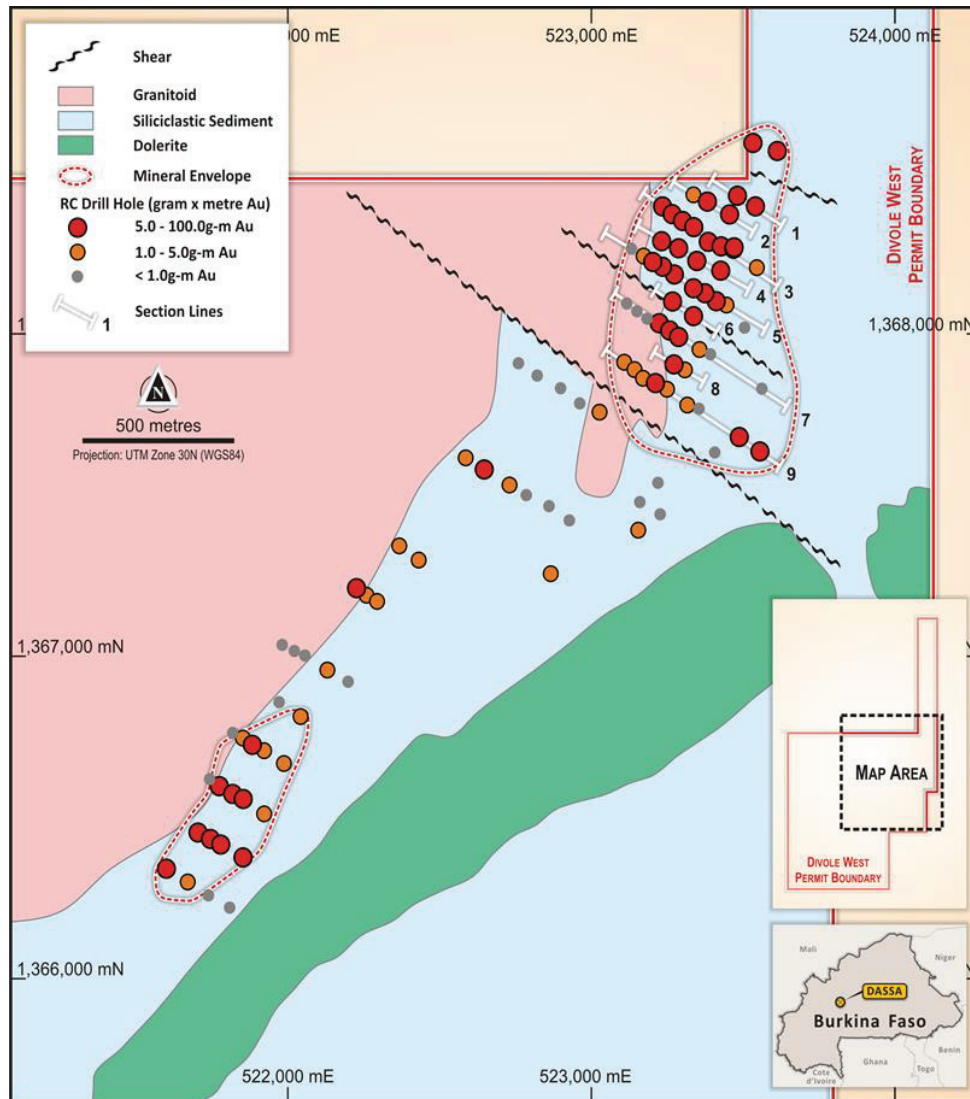 000 mE
523,000 mE
524,000 mE
Shear
Granitoid
Siliciclastic Sediment
Dolerite
Mineral Envelope
RC Drill Hole (gram x metre Au)
5.0 - 100.0g-m Au
1.0 - 5.0g-m Au
< 1.0g-m Au
1
Section Lines
DIVOLE WEST
PERMIT BOUNDARY
1
2
3
4
5
6
7
8
9
1
1,368,000 mN
N
500 metres
Projection: UTM Zone 30N (WGS84)
1,367,000 mN
MAP AREA
DIVOLE WEST
PERMIT BOUNDARY
1,366,000 mN
Mali
Niger
DASSA
Burkina Faso
Benin
Ghana
Togo
Cote
d'Ivoire
522,000 mE
523,000 mE